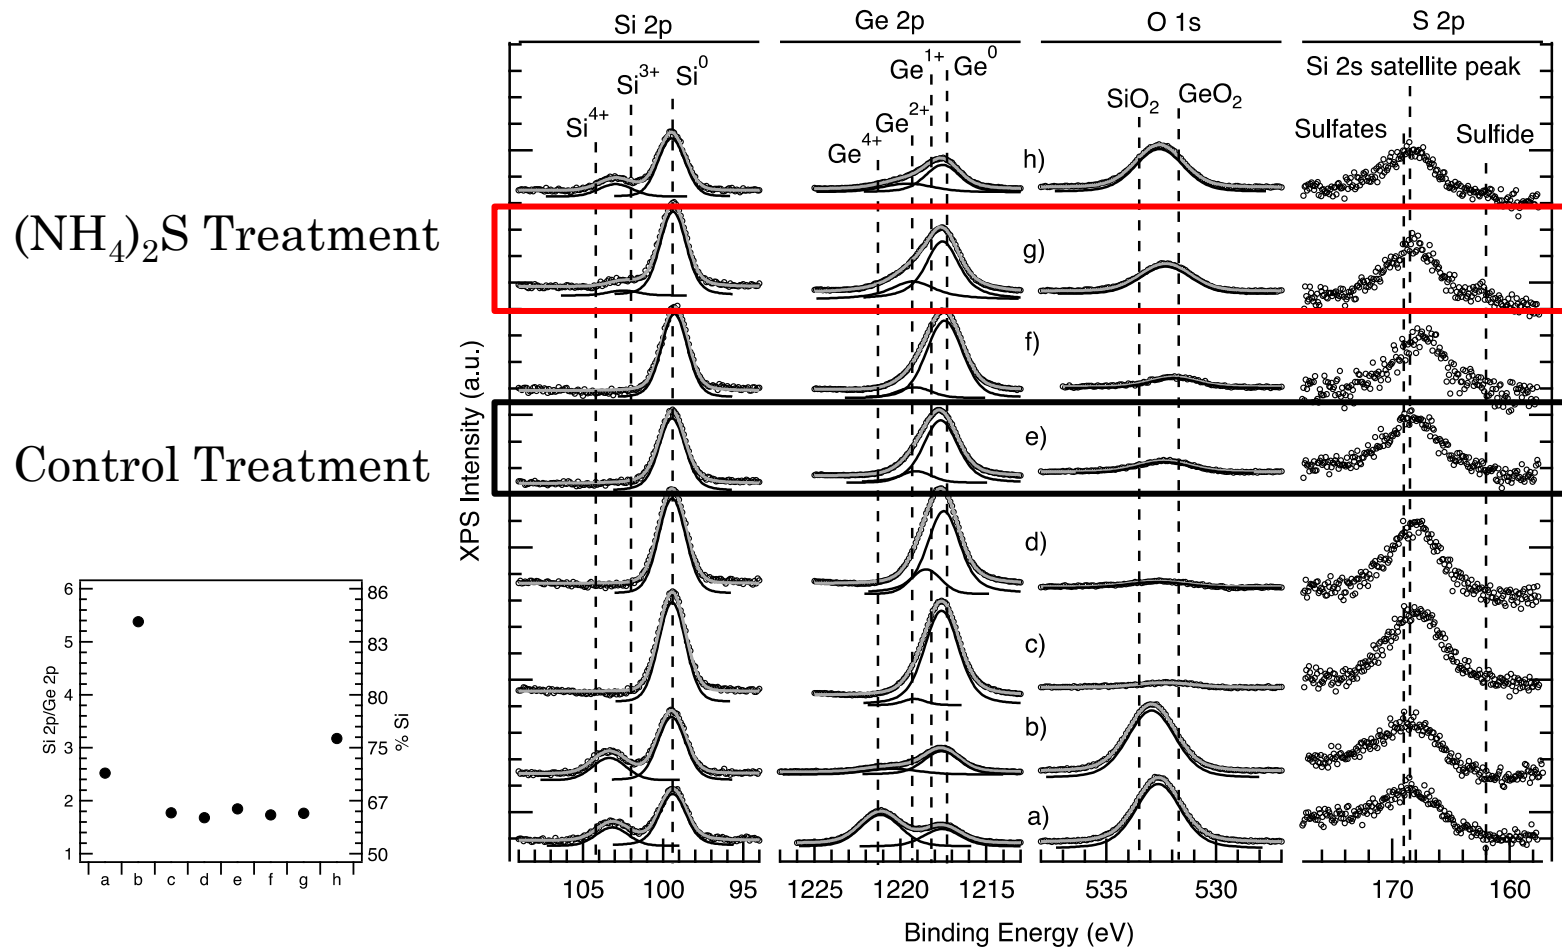 Si 2p
Ge 2p
O 1s
S 2p
Si⁴⁺
Si³⁺
Si⁰
Ge⁴⁺
Ge²⁺
Ge¹⁺
Ge⁰
SiO₂
GeO₂
Si 2s satellite peak
Sulfates
Sulfide
(NH₄)₂S Treatment
Control Treatment
h)
g)
f)
e)
d)
c)
b)
a)
XPS Intensity (a.u.)
105
100
95
1225
1220
1215
535
530
170
160
Binding Energy (eV)
Si 2p/Ge 2p
6
5
4
3
2
1
% Si
86
83
80
75
67
50
a
b
c
d
e
f
g
h